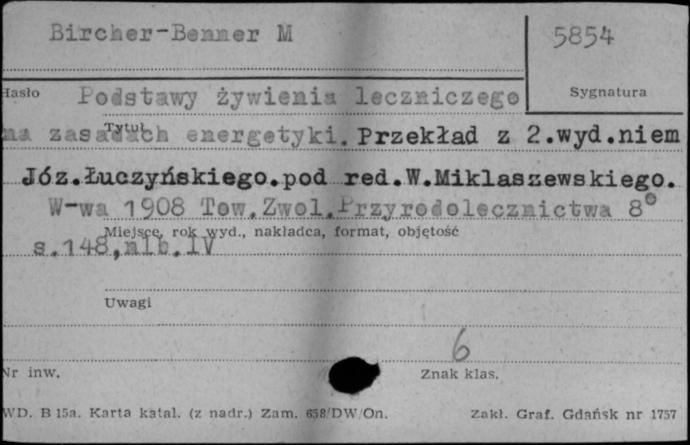 Bircher-Benner M
5854
Hasło
Sygnatura
Podstawy żywienia leczniczego
Tytuł
na zasadach energetyki. Przekład z 2.wyd.niem
Józ.Łuczyńskiego.pod red.W.Miklaszewskiego.
W-wa 1908 Tow.Zwol.Przyrodolecznictwa 8°
Miejsce, rok wyd., nakładca, format, objętość
s.148,nlb.IV
Uwagi
6
Nr inw.
Znak klas.
WD. B 15a. Karta katal. (z nadr.) Zam. 658/DW/On.
Zakł. Graf. Gdańsk nr 1757